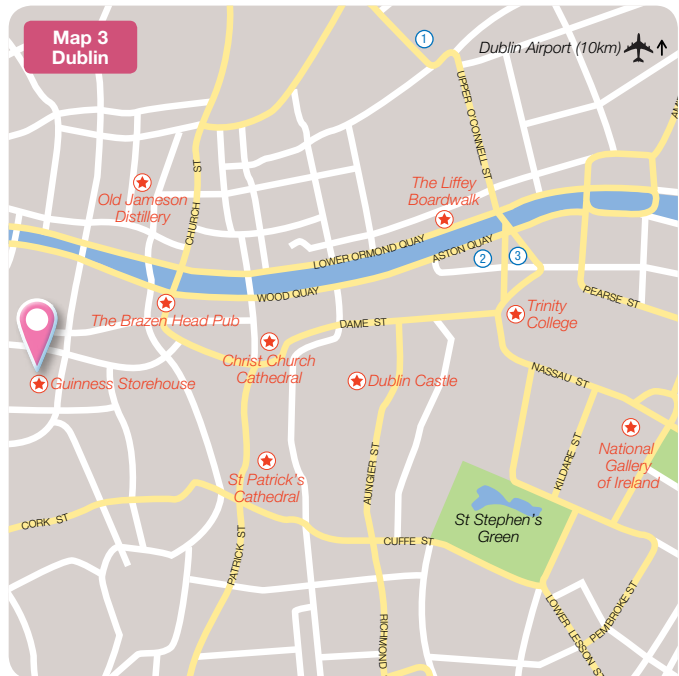 Map 3
Dublin
1
Dublin Airport (10km)
UPPER O'CONNELL ST
The Liffey
Boardwalk
Old Jameson
Distillery
CHURCH ST
LOWER ORMOND QUAY
ASTON QUAY
2
3
WOOD QUAY
PEARSE ST
The Brazen Head Pub
DAME ST
Trinity
College
Christ Church
Cathedral
Guinness Storehouse
Dublin Castle
NASSAU ST
KILDARE ST
National
Gallery
of Ireland
St Patrick's
Cathedral
AUNGIER ST
CORK ST
PATRICK ST
CUFFE ST
St Stephen's
Green
LOWER LESSON ST
PEMBROKE ST
RICHMOND